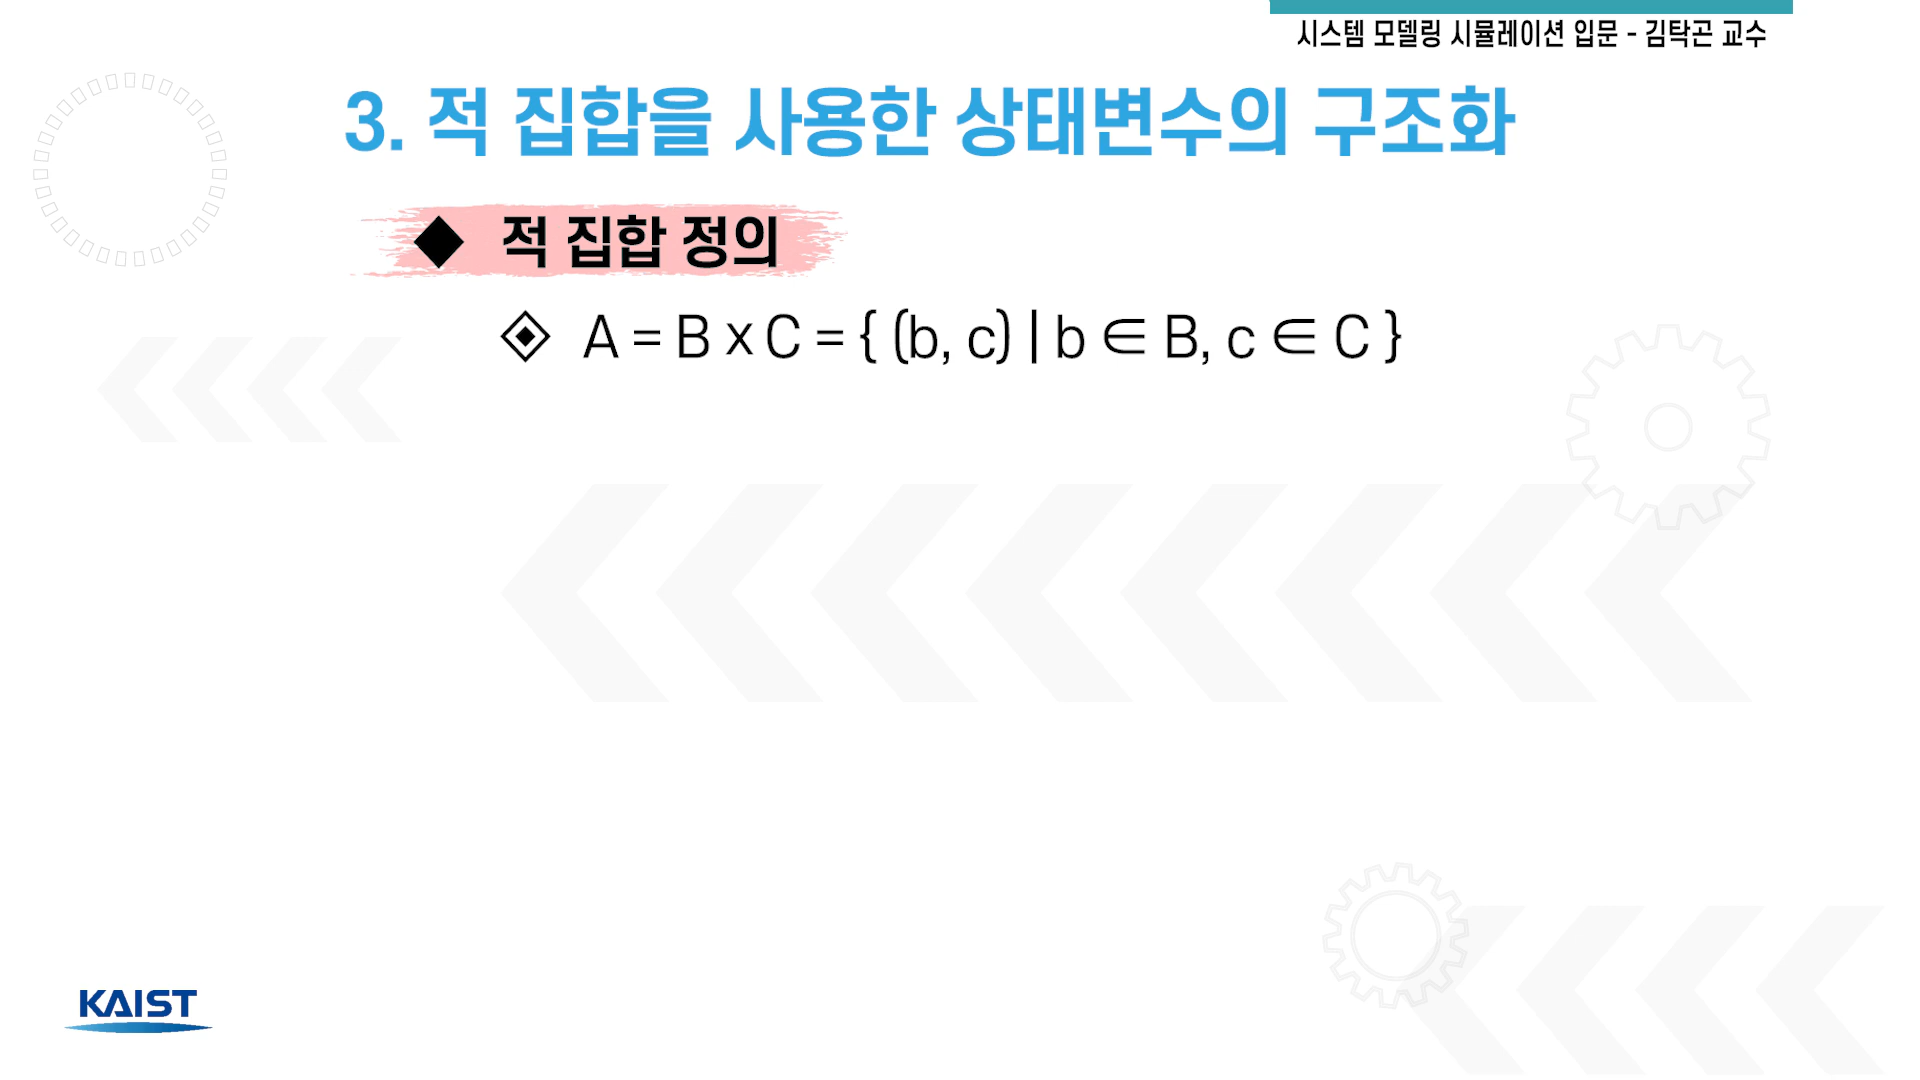 시스템 모델링 시뮬레이션 입문 - 김탁곤 교수
3. 적 집합을 사용한 상태변수의 구조화
◆ 적 집합 정의
◈ A = B x C = { (b, c) | b ∈ B, c ∈ C }
KAIST